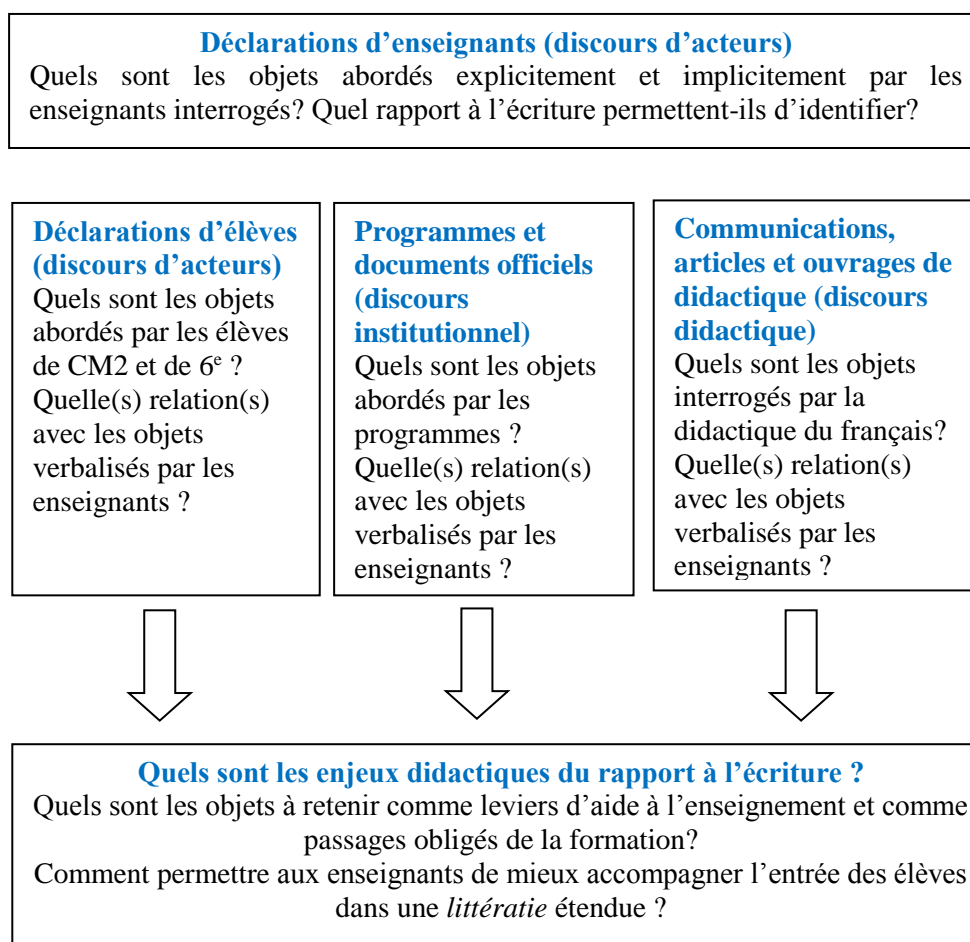 Déclarations d’enseignants (discours d’acteurs)
Quels sont les objets abordés explicitement et implicitement par les
enseignants interrogés? Quel rapport à l’écriture permettent-ils d’identifier?
Déclarations d’élèves
(discours d’acteurs)
Quels sont les objets
abordés par les élèves
de CM2 et de 6e ?
Quelle(s) relation(s)
avec les objets
verbalisés par les
enseignants ?
Programmes et
documents officiels
(discours
institutionnel)
Quels sont les objets
abordés par les
programmes ?
Quelle(s) relation(s)
avec les objets
verbalisés par les
enseignants ?
Communications,
articles et ouvrages de
didactique (discours
didactique)
Quels sont les objets
interrogés par la
didactique du français?
Quelle(s) relation(s)
avec les objets
verbalisés par les
enseignants ?
Quels sont les enjeux didactiques du rapport à l’écriture ?
Quels sont les objets à retenir comme leviers d’aide à l’enseignement et comme
passages obligés de la formation?
Comment permettre aux enseignants de mieux accompagner l’entrée des élèves
dans une littératie étendue ?